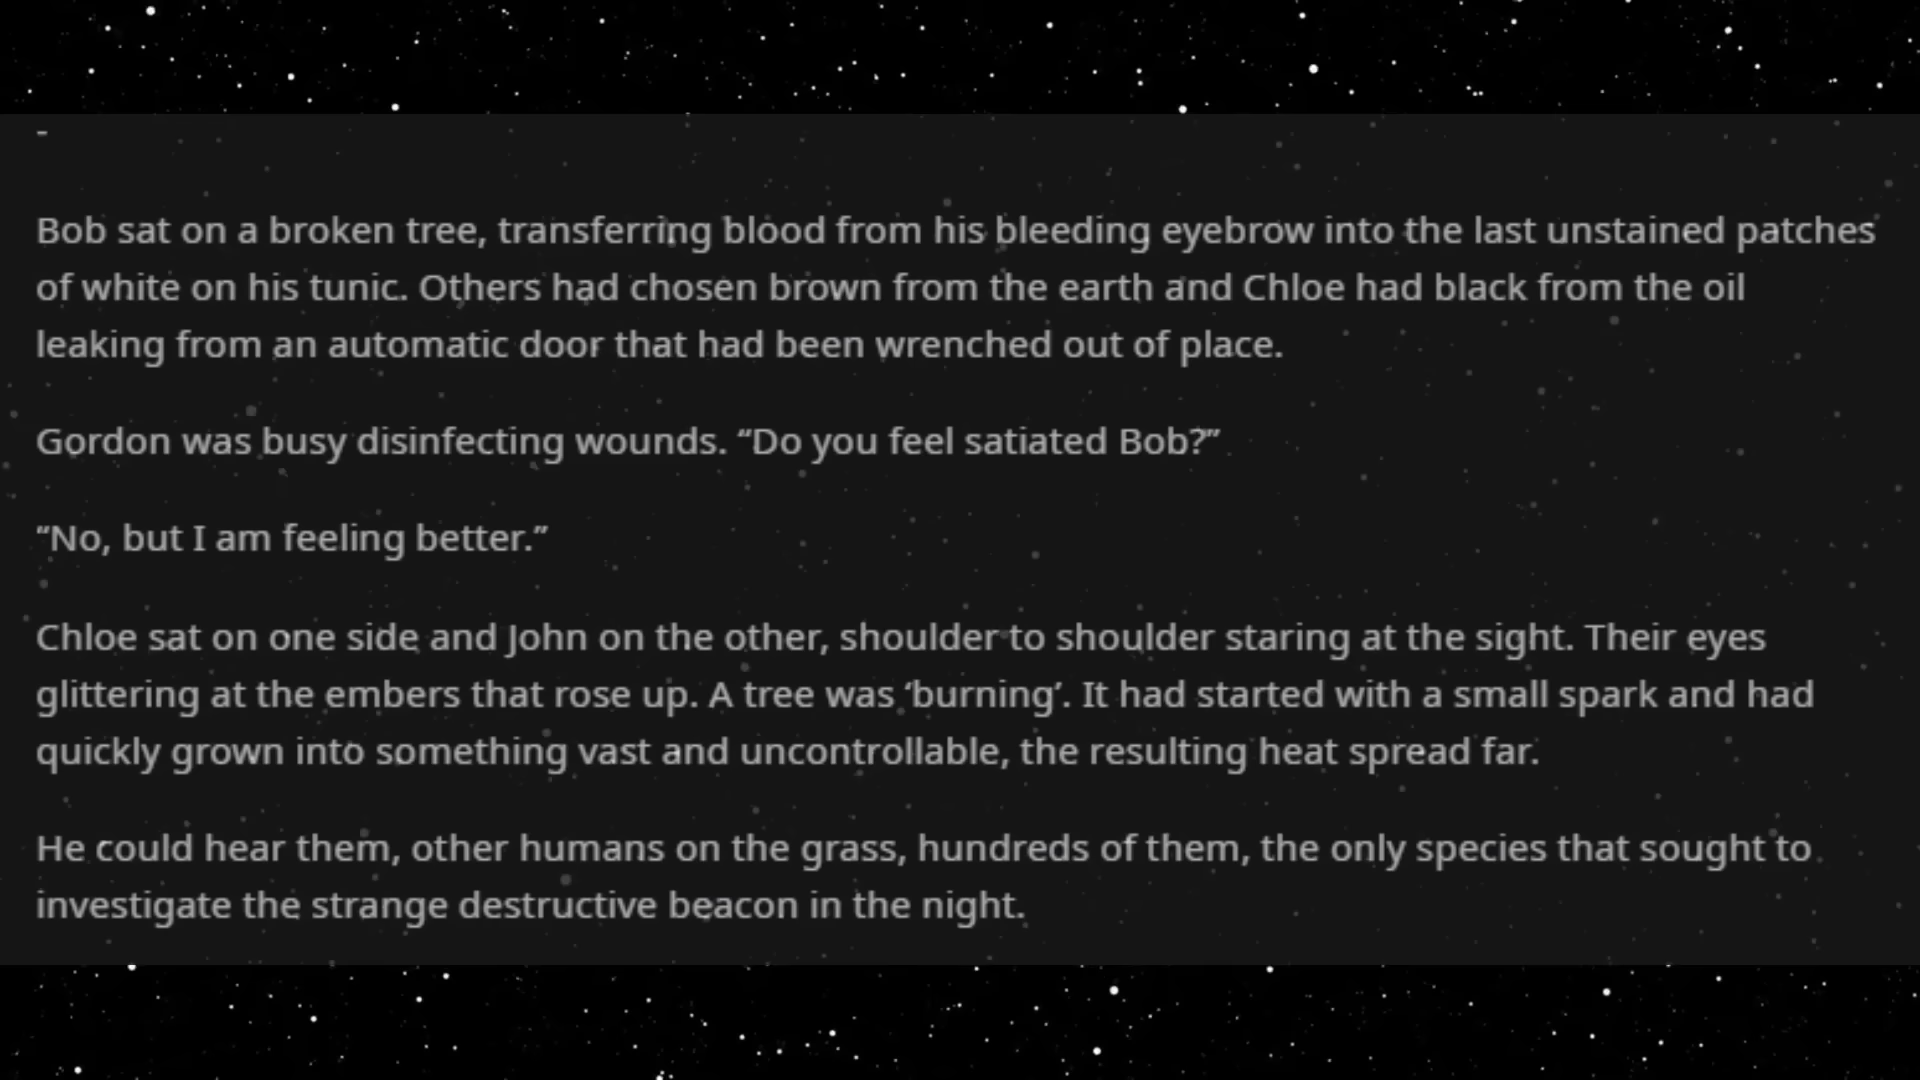 -
Bob sat on a broken tree, transferring blood from his bleeding eyebrow into the last unstained patches
of white on his tunic. Others had chosen brown from the earth and Chloe had black from the oil
leaking from an automatic door that had been wrenched out of place.
Gordon was busy disinfecting wounds. “Do you feel satiated Bob?”
“No, but I am feeling better.”
Chloe sat on one side and John on the other, shoulder to shoulder staring at the sight. Their eyes
glittering at the embers that rose up. A tree was ‘burning’. It had started with a small spark and had
quickly grown into something vast and uncontrollable, the resulting heat spread far.
He could hear them, other humans on the grass, hundreds of them, the only species that sought to
investigate the strange destructive beacon in the night.